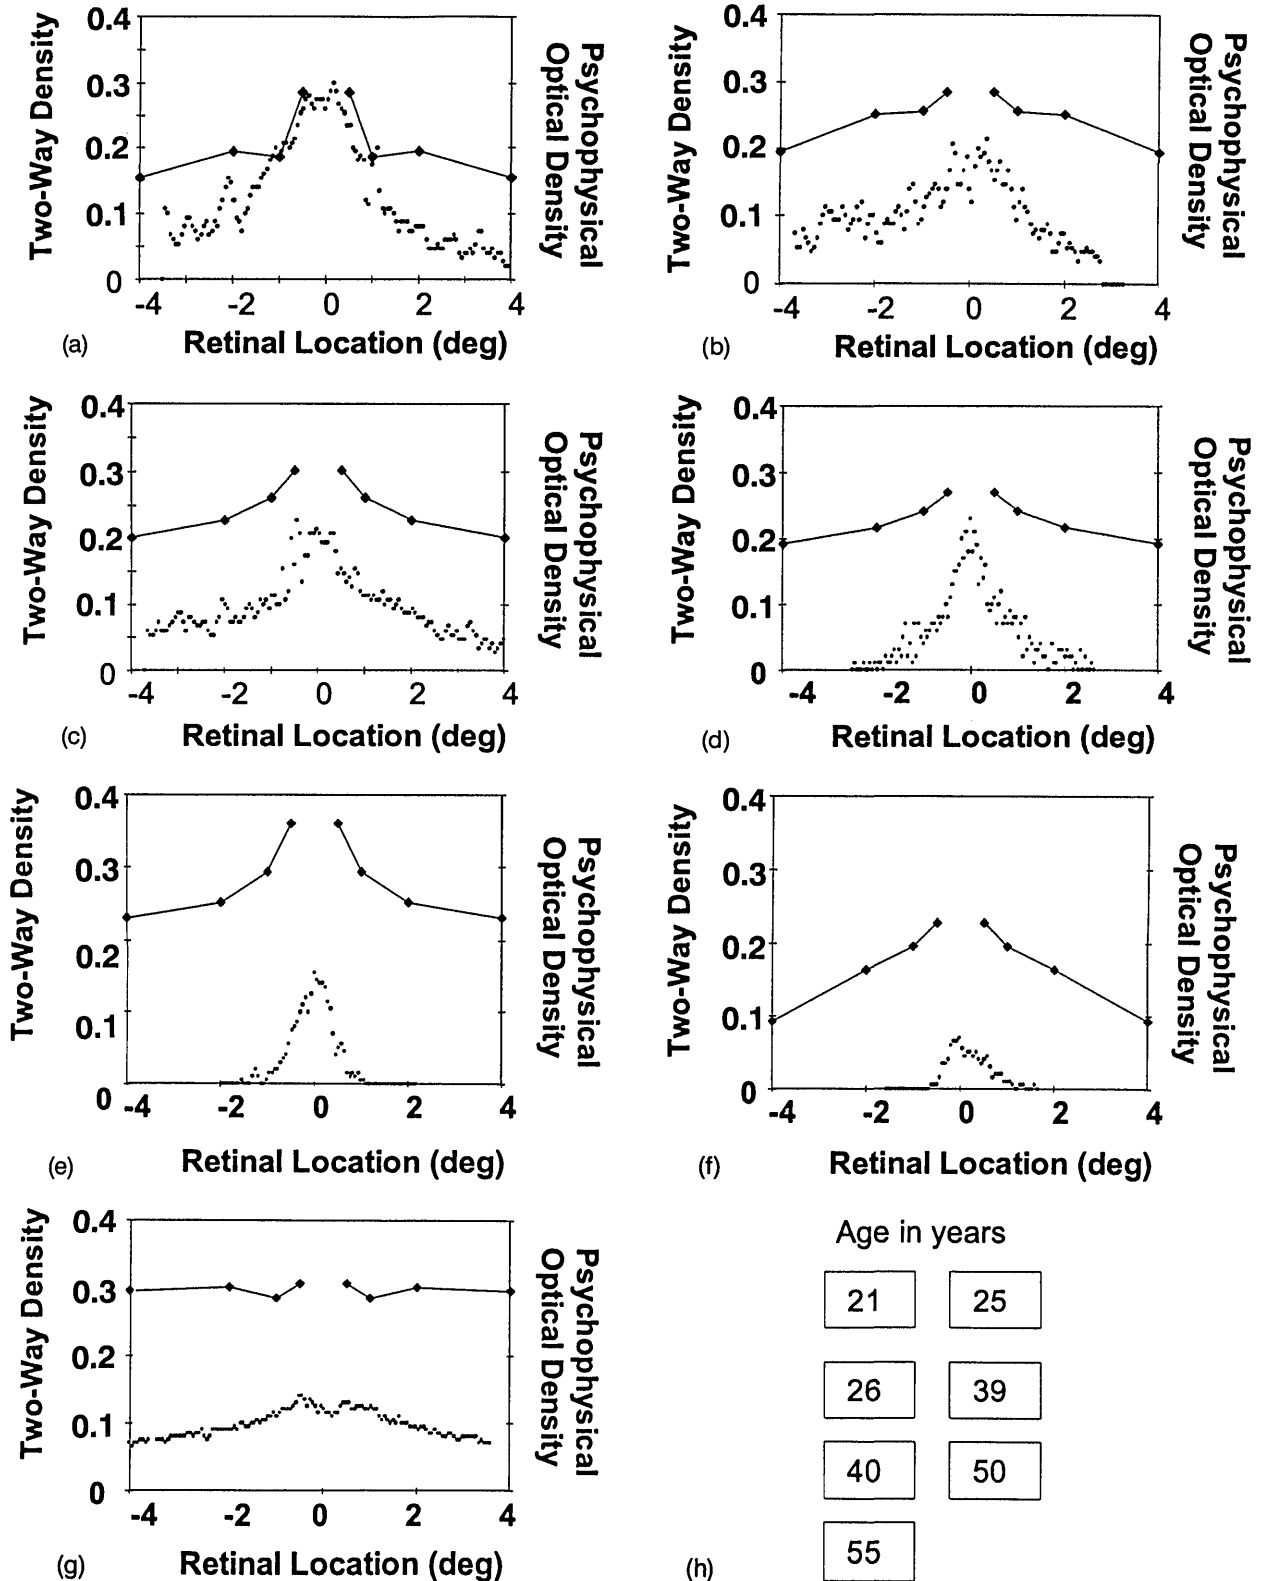 Two-Way Density
0.4
0.3
0.2
0.1
0
-4 -2 0 2 4
Psychophysical
Optical Density
(a) Retinal Location (deg)
Two-Way Density
0.4
0.3
0.2
0.1
0
-4 -2 0 2 4
Psychophysical
Optical Density
(b) Retinal Location (deg)
Two-Way Density
0.4
0.3
0.2
0.1
0
-4 -2 0 2 4
Psychophysical
Optical Density
(c) Retinal Location (deg)
Two-Way Density
0.4
0.3
0.2
0.1
0
-4 -2 0 2 4
Psychophysical
Optical Density
(d) Retinal Location (deg)
Two-Way Density
0.4
0.3
0.2
0.1
0
-4 -2 0 2 4
Psychophysical
Optical Density
(e) Retinal Location (deg)
Two-Way Density
0.4
0.3
0.2
0.1
0
-4 -2 0 2 4
Psychophysical
Optical Density
(f) Retinal Location (deg)
Two-Way Density
0.4
0.3
0.2
0.1
0
-4 -2 0 2 4
Psychophysical
Optical Density
(g) Retinal Location (deg)
Age in years
21 25
26 39
40 50
55
(h)